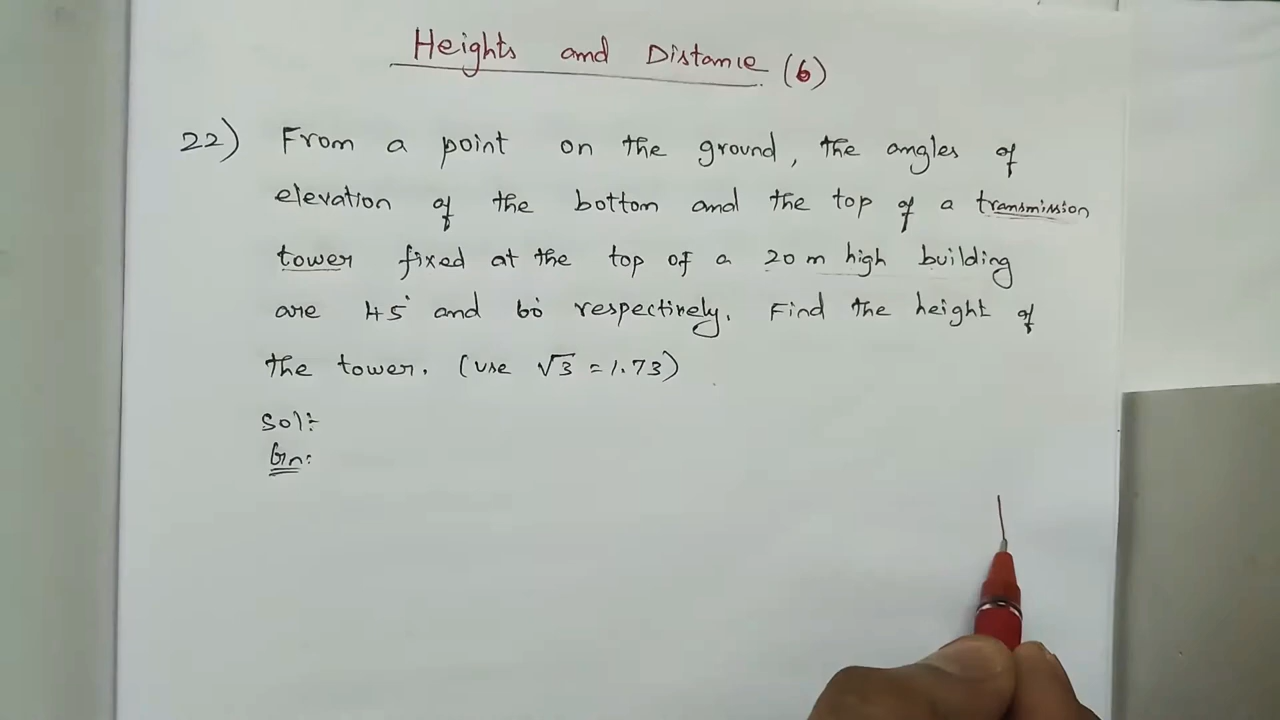 Heights and Distance (6)
22) From a point on the ground, the angles of
elevation of the bottom and the top of a transmission
tower fixed at the top of a 20 m high building
are 45° and 60° respectively. Find the height of
the tower. (use √3 = 1.73)
Sol:
Gn: